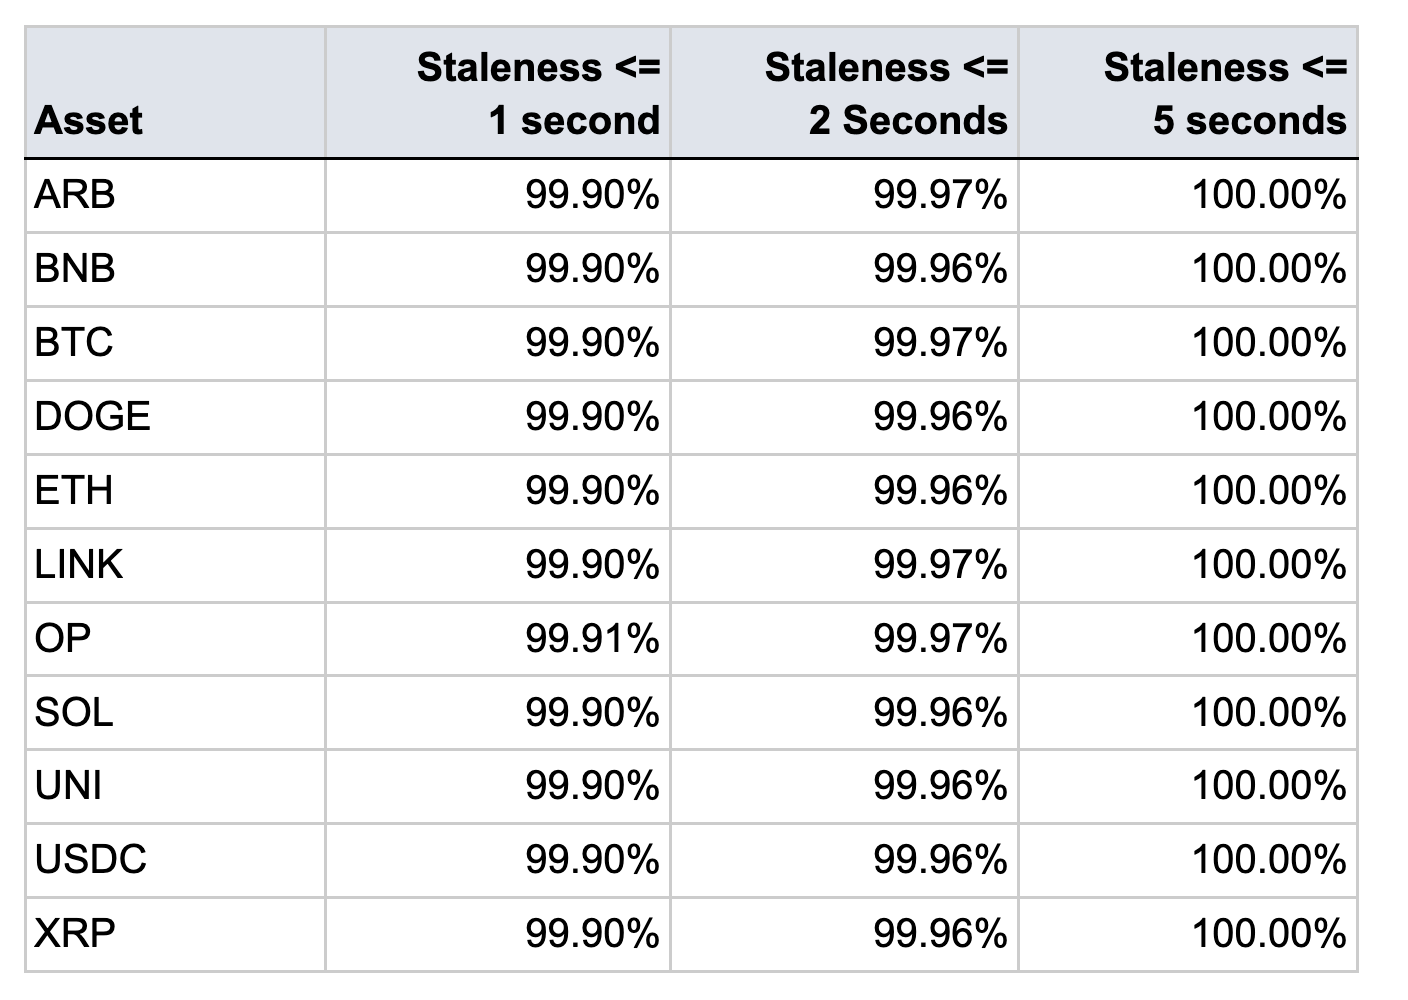 Asset Staleness <= 1 second Staleness <= 2 Seconds Staleness <= 5 seconds
ARB 99.90% 99.97% 100.00%
BNB 99.90% 99.96% 100.00%
BTC 99.90% 99.97% 100.00%
DOGE 99.90% 99.96% 100.00%
ETH 99.90% 99.96% 100.00%
LINK 99.90% 99.97% 100.00%
OP 99.91% 99.97% 100.00%
SOL 99.90% 99.96% 100.00%
UNI 99.90% 99.96% 100.00%
USDC 99.90% 99.96% 100.00%
XRP 99.90% 99.96% 100.00%